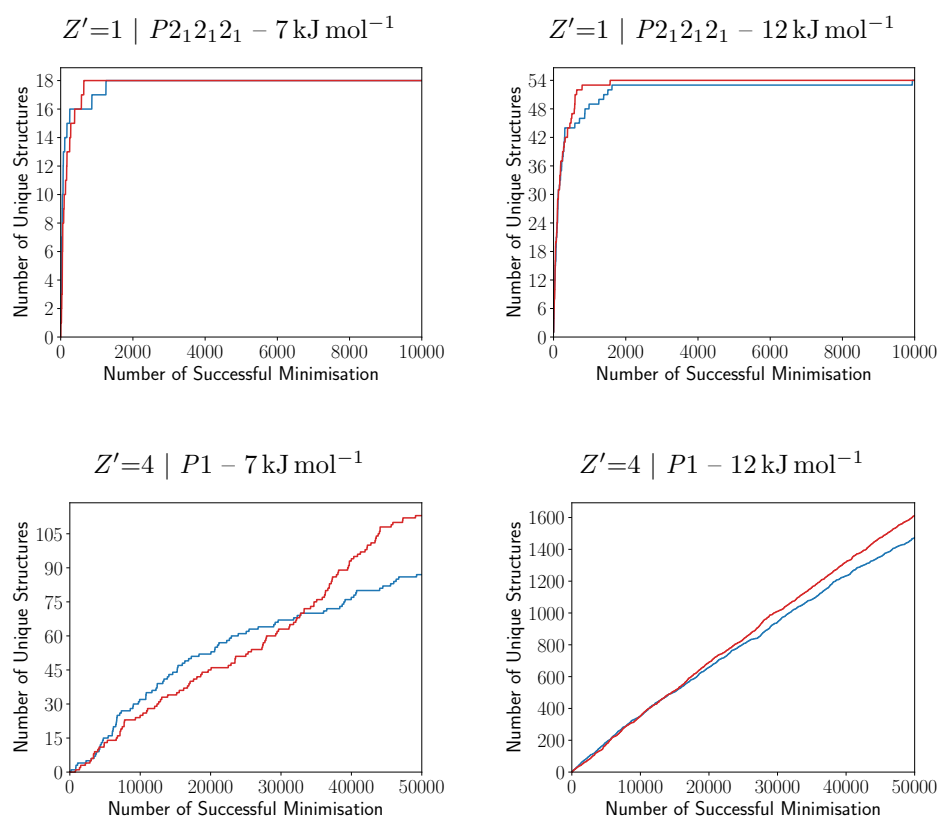 Z′=1 | P2₁2₁2₁ – 7 kJ mol⁻¹
18
16
14
12
10
8
6
4
2
0
Number of Unique Structures
0 2000 4000 6000 8000 10000
Number of Successful Minimisation
Z′=1 | P2₁2₁2₁ – 12 kJ mol⁻¹
54
48
42
36
30
24
18
12
6
0
Number of Unique Structures
0 2000 4000 6000 8000 10000
Number of Successful Minimisation
Z′=4 | P1 – 7 kJ mol⁻¹
105
90
75
60
45
30
15
0
Number of Unique Structures
0 10000 20000 30000 40000 50000
Number of Successful Minimisation
Z′=4 | P1 – 12 kJ mol⁻¹
1600
1400
1200
1000
800
600
400
200
0
Number of Unique Structures
0 10000 20000 30000 40000 50000
Number of Successful Minimisation